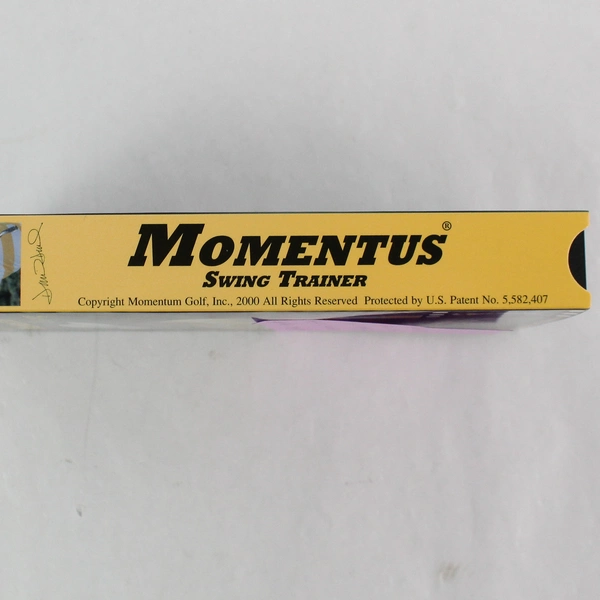 MOMENTUS®
SWING TRAINER
Copyright Momentum Golf, Inc., 2000 All Rights Reserved Protected by U.S. Patent No. 5,582,407